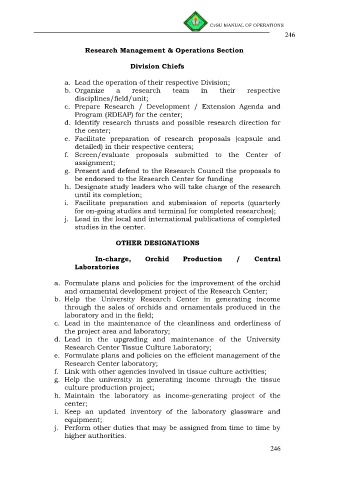 CvSU MANUAL OF OPERATIONS
246
Research Management & Operations Section
Division Chiefs
a. Lead the operation of their respective Division;
b. Organize a research team in their respective
disciplines/field/unit;
c. Prepare Research / Development / Extension Agenda and
Program (RDEAP) for the center;
d. Identify research thrusts and possible research direction for
the center;
e. Facilitate preparation of research proposals (capsule and
detailed) in their respective centers;
f. Screen/evaluate proposals submitted to the Center of
assignment;
g. Present and defend to the Research Council the proposals to
be endorsed to the Research Center for funding
h. Designate study leaders who will take charge of the research
until its completion;
i. Facilitate preparation and submission of reports (quarterly
for on-going studies and terminal for completed researches);
j. Lead in the local and international publications of completed
studies in the center.
OTHER DESIGNATIONS
In-charge, Orchid Production / Central
Laboratories
a. Formulate plans and policies for the improvement of the orchid
and ornamental development project of the Research Center;
b. Help the University Research Center in generating income
through the sales of orchids and ornamentals produced in the
laboratory and in the field;
c. Lead in the maintenance of the cleanliness and orderliness of
the project area and laboratory;
d. Lead in the upgrading and maintenance of the University
Research Center Tissue Culture Laboratory;
e. Formulate plans and policies on the efficient management of the
Research Center laboratory;
f. Link with other agencies involved in tissue culture activities;
g. Help the university in generating income through the tissue
culture production project;
h. Maintain the laboratory as income-generating project of the
center;
i. Keep an updated inventory of the laboratory glassware and
equipment;
j. Perform other duties that may be assigned from time to time by
higher authorities.
246